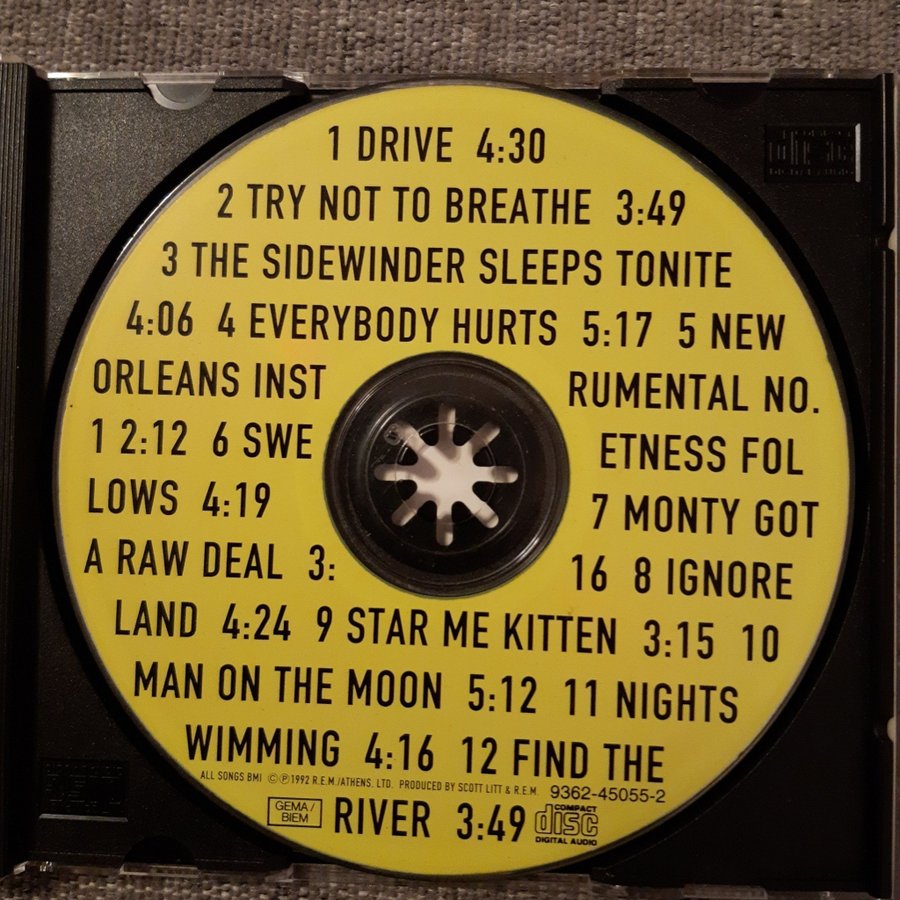 1 DRIVE 4:30
2 TRY NOT TO BREATHE 3:49
3 THE SIDEWINDER SLEEPS TONITE
4:06 4 EVERYBODY HURTS 5:17 5 NEW
ORLEANS INST RUMENTAL NO.
1 2:12 6 SWE ETNESS FOL
LOWS 4:19 7 MONTY GOT
A RAW DEAL 3: 16 8 IGNORE
LAND 4:24 9 STAR ME KITTEN 3:15 10
MAN ON THE MOON 5:12 11 NIGHTS
WIMMING 4:16 12 FIND THE
ALL SONGS BMI ©℗1992 R.E.M./ATHENS. LTD. PRODUCED BY SCOTT LITT & R.E.M. 9362-45055-2
GEMA/
BIEM
RIVER 3:49
COMPACT
disc
DIGITAL AUDIO
COMPACT
disc
DIGITAL AUDIO